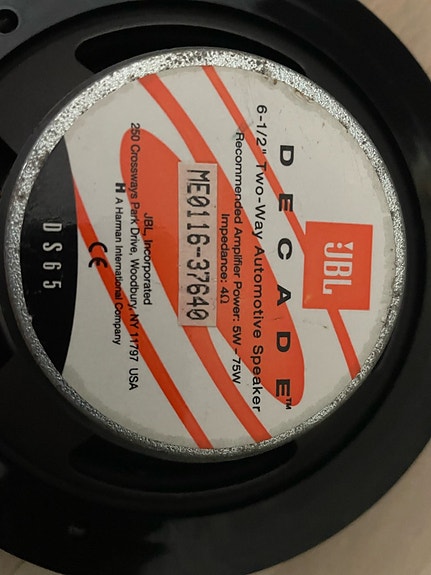 JBL
DECADE™
6-1/2" Two-Way Automotive Speaker
Recommended Amplifier Power: 5W - 75W
Impedance: 4Ω
ME0116-37640
JBL, Incorporated
250 Crossways Park Drive, Woodbury, NY 11797 USA
H A Harman International Company
CE
DS65